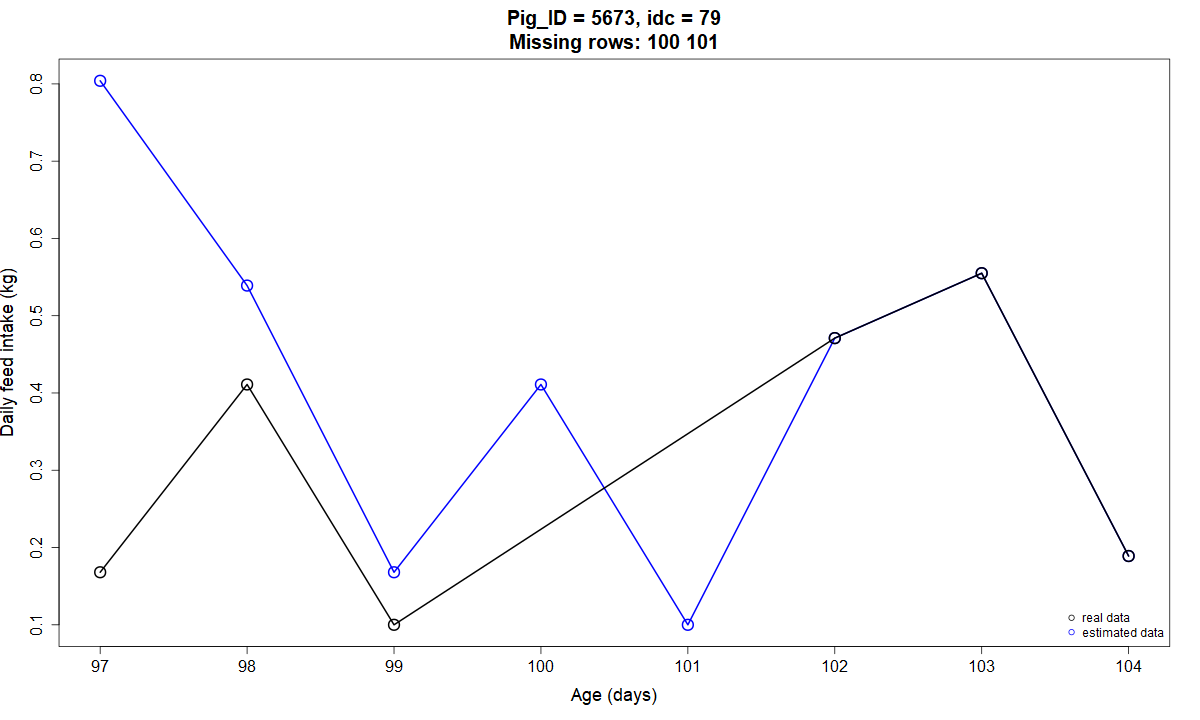 Pig_ID = 5673, idc = 79
Missing rows: 100 101
Daily feed intake (kg)
0.8
0.7
0.6
0.5
0.4
0.3
0.2
0.1
real data
estimated data
97 98 99 100 101 102 103 104
Age (days)